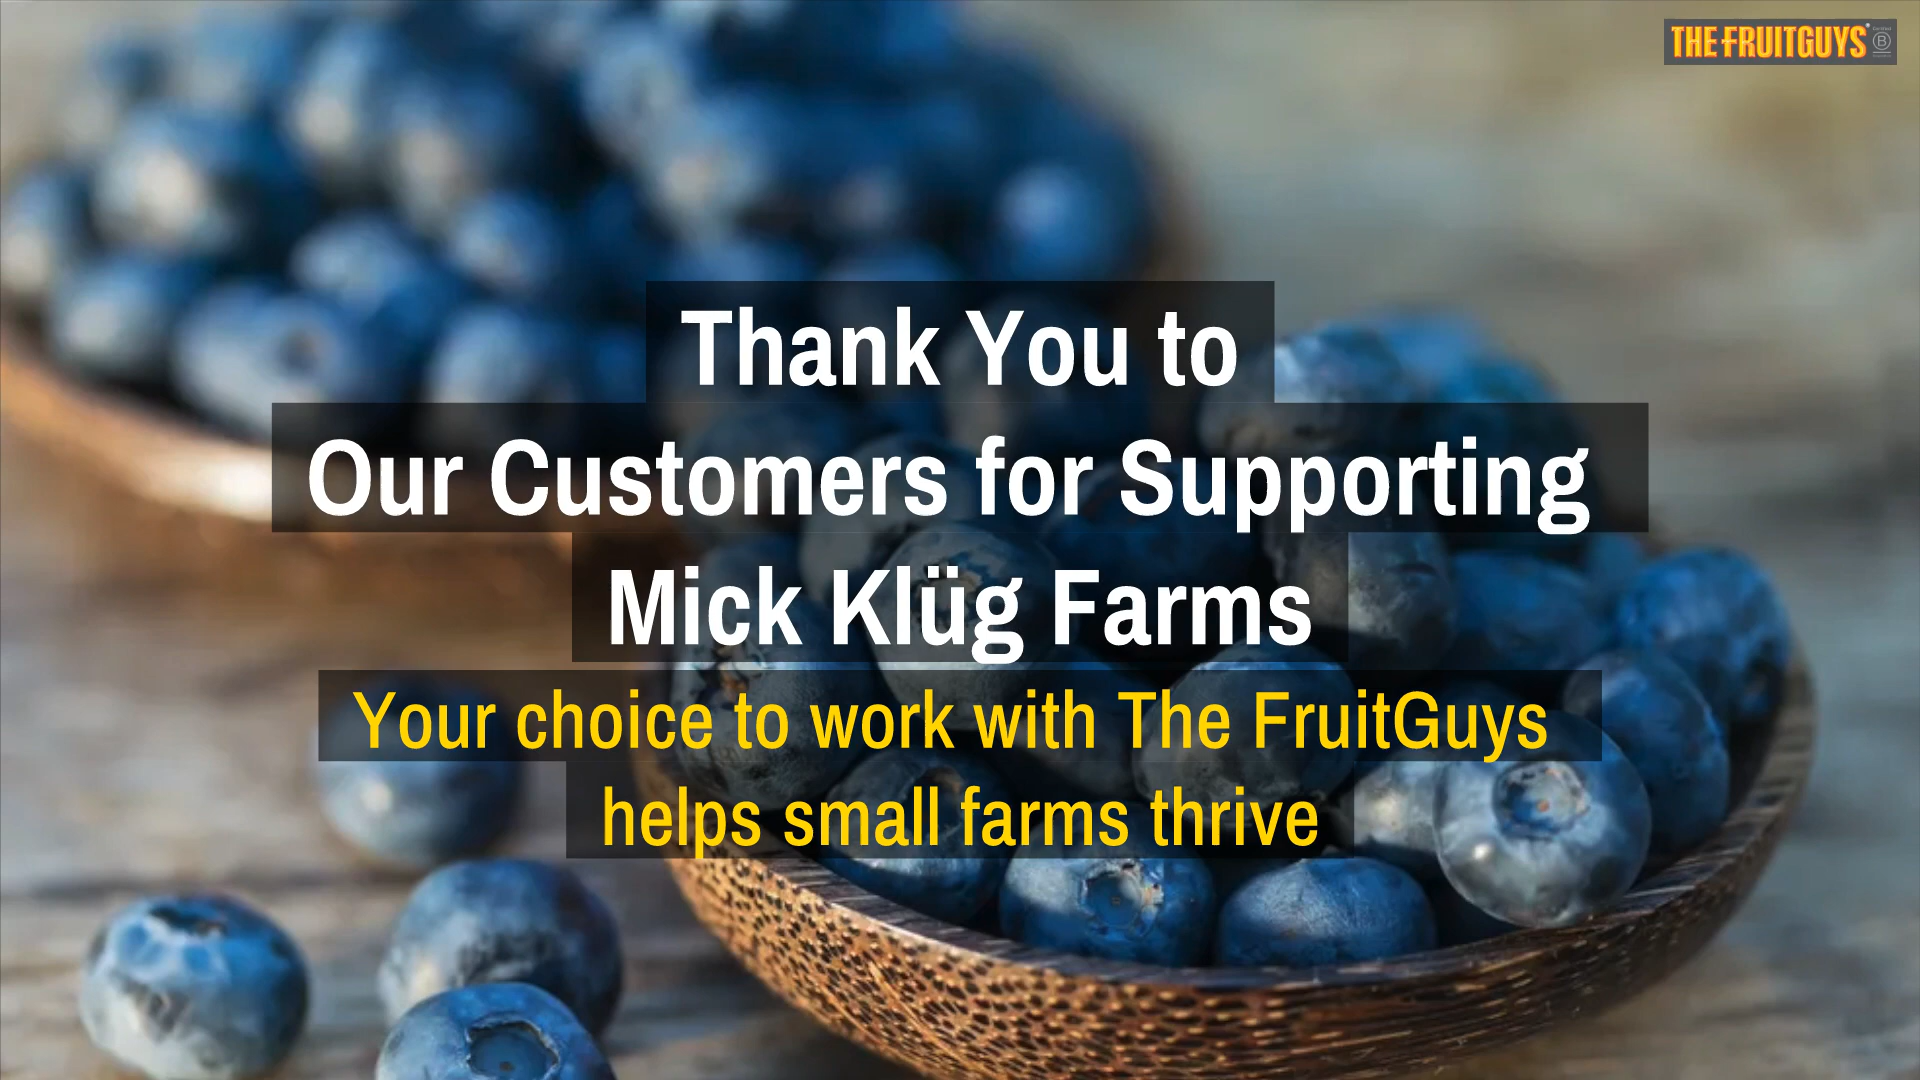 THE FRUITGUYS
Thank You to
Our Customers for Supporting
Mick Klüg Farms
Your choice to work with The FruitGuys
helps small farms thrive